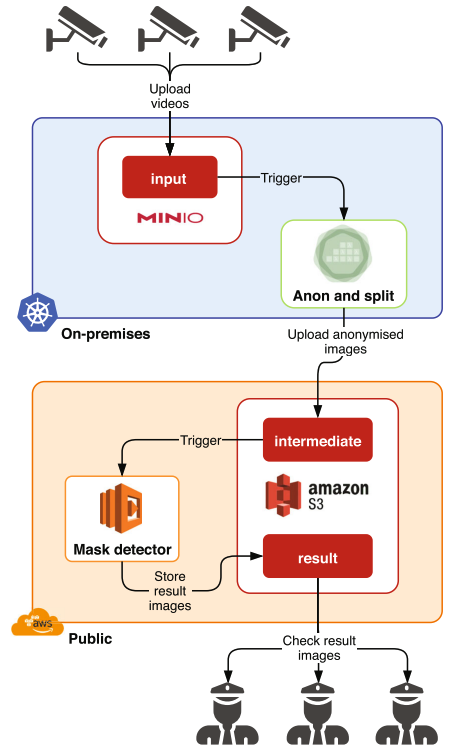 Upload
videos
input
Trigger
MINIO
Anon and split
On-premises
Upload anonymised
images
Trigger
intermediate
amazon
S3
Mask detector
result
Store
result
images
aws
Public
Check result
images